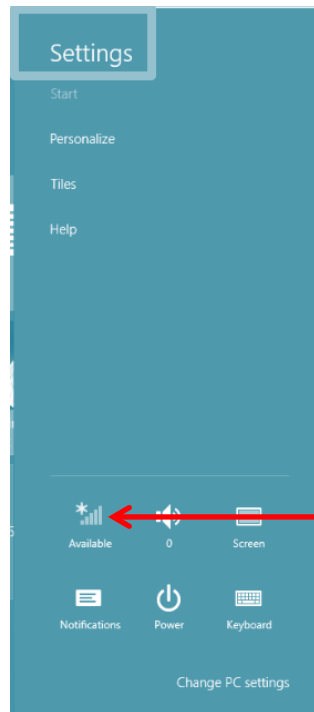 Settings
Start
Personalize
Tiles
Help
Available 0 Screen
Notifications Power Keyboard
Change PC settings